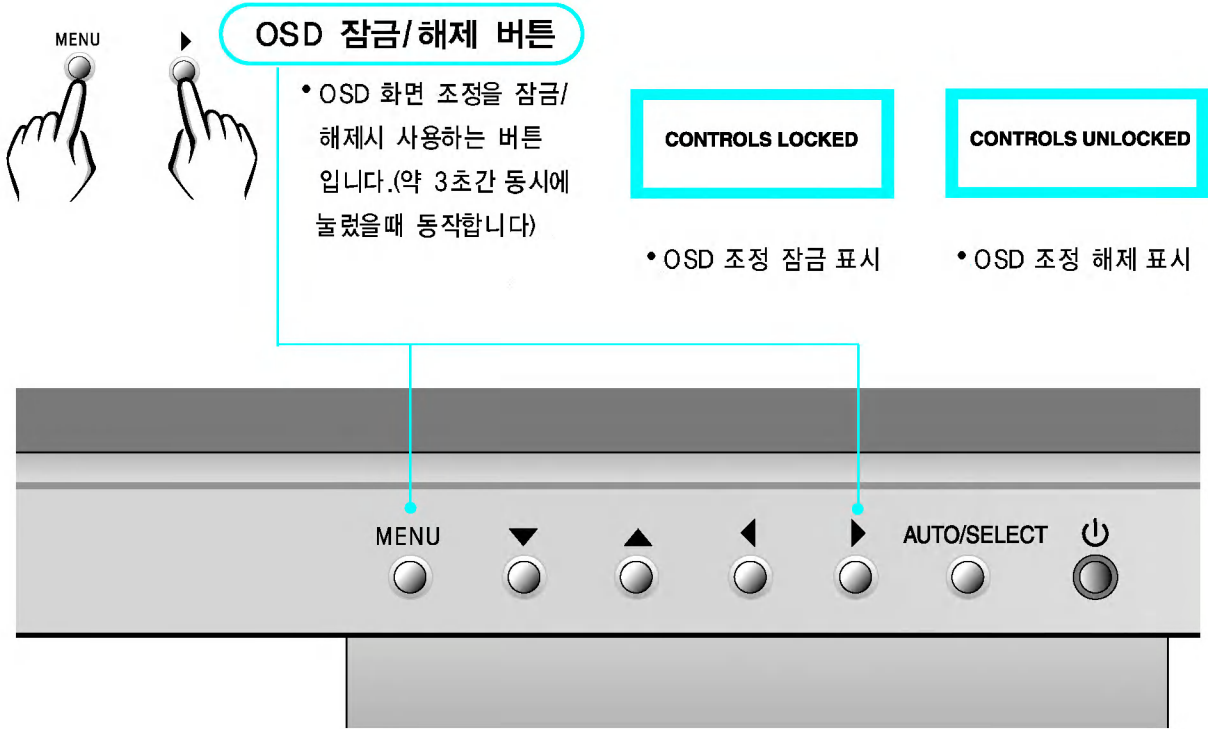 MENU ▶
OSD 잠금/해제 버튼
• OSD 화면 조정을 잠금/
해제시 사용하는 버튼
입니다.(약 3초간 동시에
눌렀을때 동작합니다)
CONTROLS LOCKED
• OSD 조정 잠금 표시
CONTROLS UNLOCKED
• OSD 조정 해제 표시
MENU ▼ ▲ ◀ ▶ AUTO/SELECT ⏻